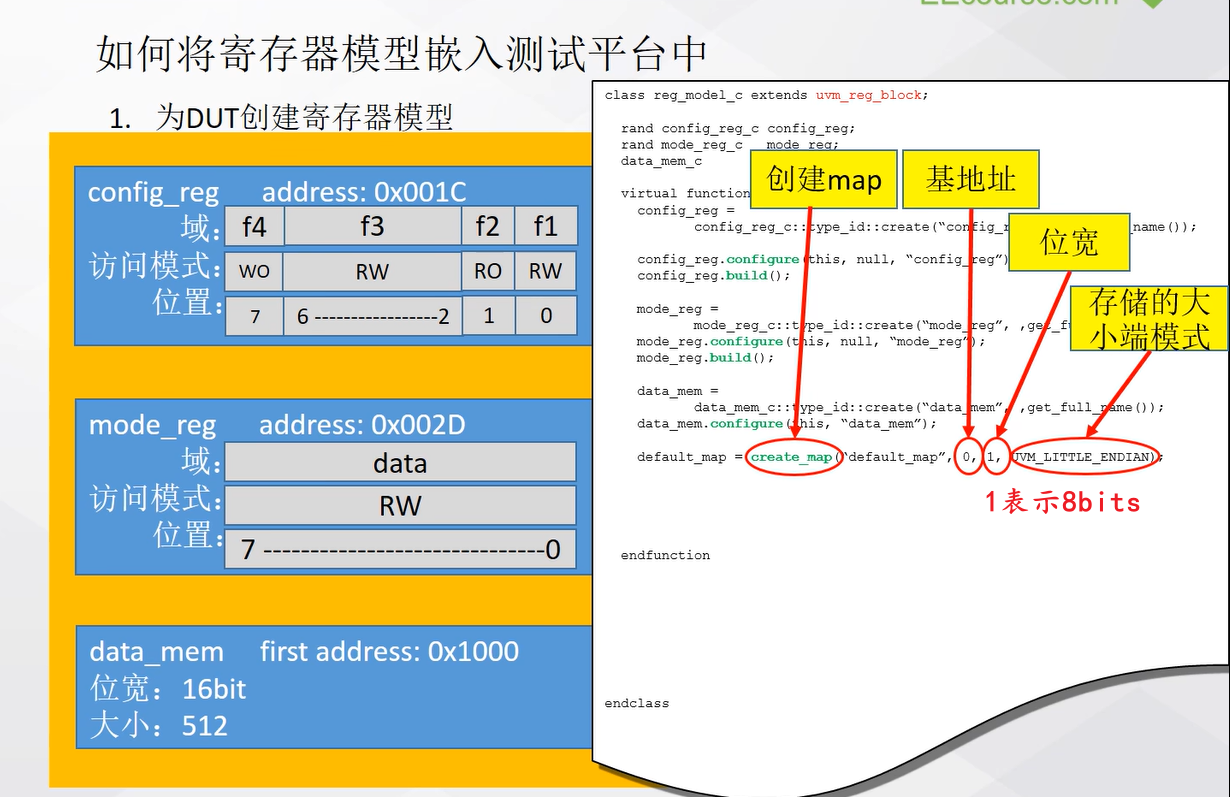 如何将寄存器模型嵌入测试平台中
1. 为DUT创建寄存器模型
config_reg address: 0x001C
域: f4 f3 f2 f1
访问模式: WO RW RO RW
位置: 7 6 -----------------2 1 0
mode_reg address: 0x002D
域: data
访问模式: RW
位置: 7 ------------------------------0
data_mem first address: 0x1000
位宽：16bit
大小：512
class reg_model_c extends uvm_reg_block;
rand config_reg_c config_reg;
rand mode_reg_c mode_reg;
data_mem_c
virtual function
config_reg =
config_reg_c::type_id::create(“config_r name());
config_reg.configure(this, null, “config_reg”)
config_reg.build();
mode_reg =
mode_reg_c::type_id::create(“mode_reg”, ,get_fu
mode_reg.configure(this, null, “mode_reg”);
mode_reg.build();
data_mem =
data_mem_c::type_id::create(“data_mem”, ,get_full_name());
data_mem.configure(this, “data_mem”);
default_map = create_map(“default_map”, 0, 1, UVM_LITTLE_ENDIAN);
endfunction
endclass
创建map
基地址
位宽
存储的大
小端模式
1表示8bits